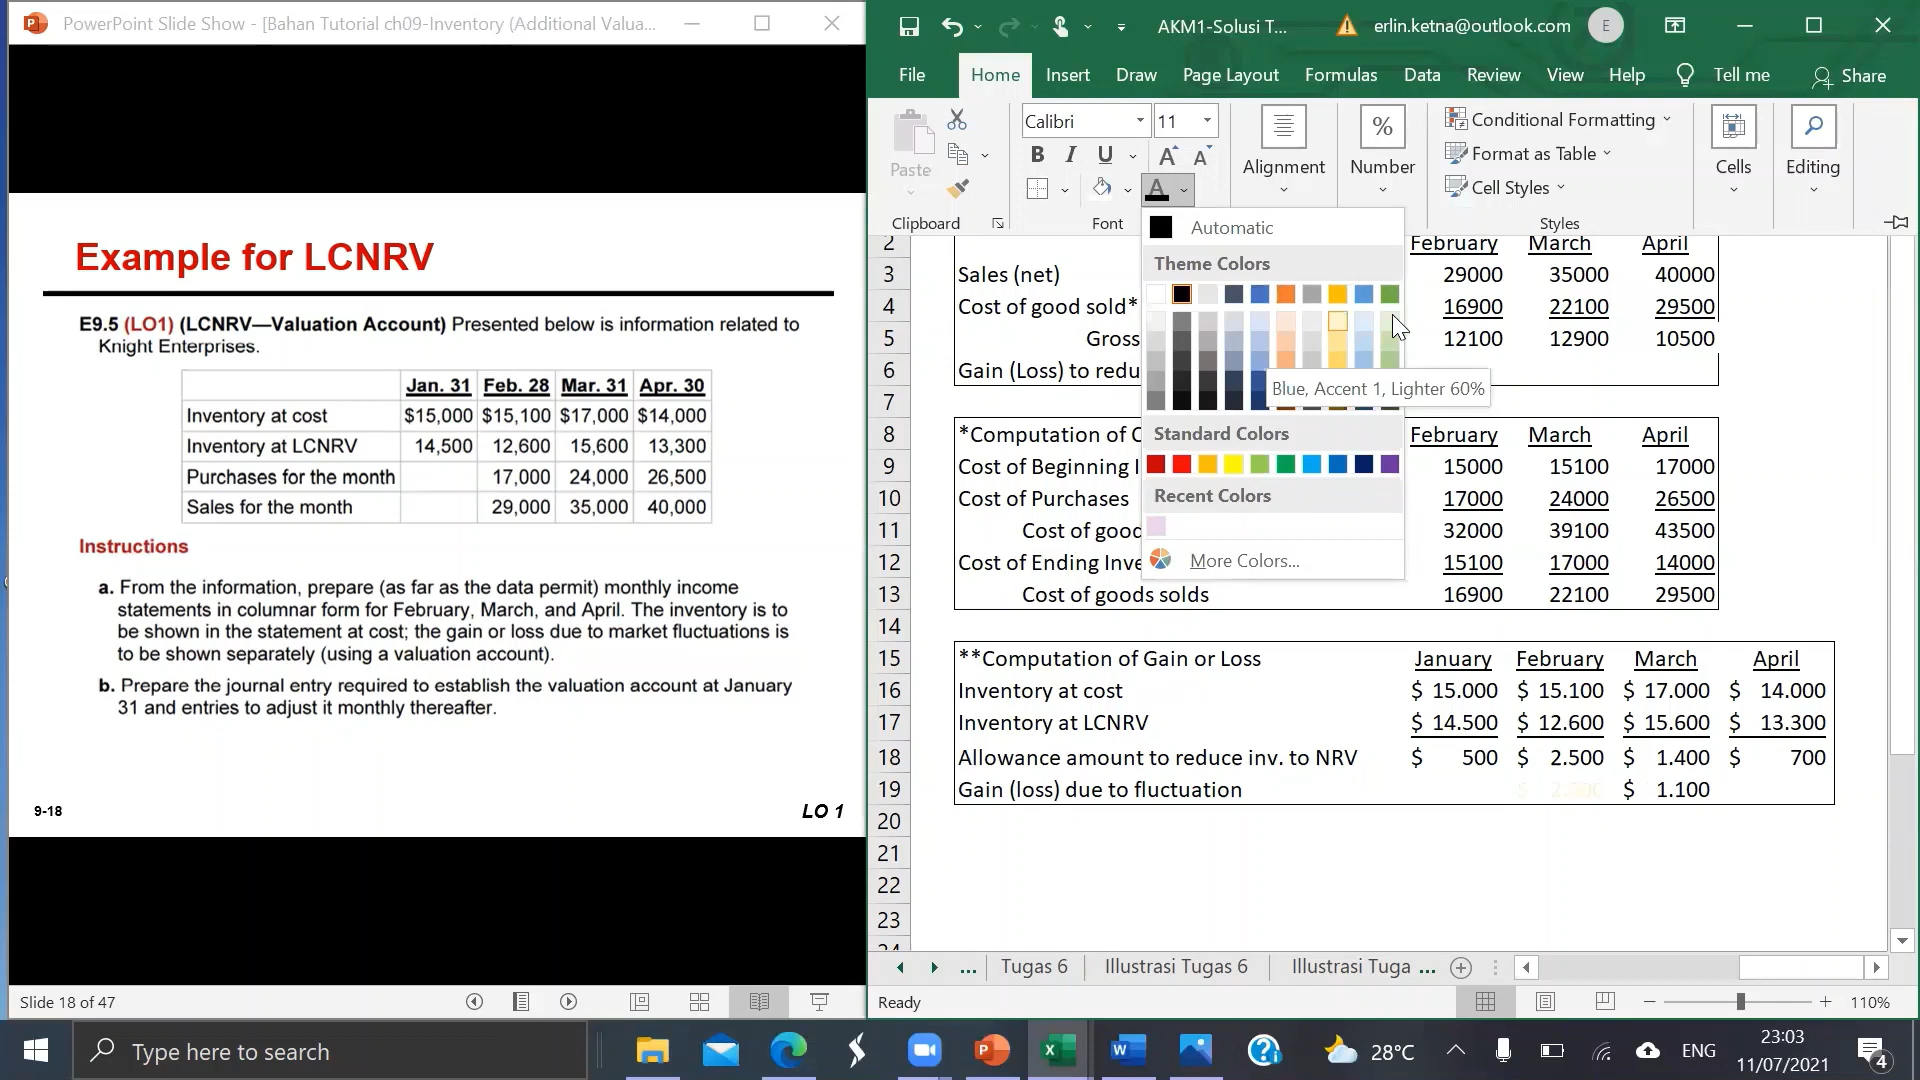 PowerPoint Slide Show - [Bahan Tutorial ch09-Inventory (Additional Valua...
Example for LCNRV
E9.5 (LO1) (LCNRV—Valuation Account) Presented below is information related to
Knight Enterprises.
Jan. 31 Feb. 28 Mar. 31 Apr. 30
Inventory at cost $15,000 $15,100 $17,000 $14,000
Inventory at LCNRV 14,500 12,600 15,600 13,300
Purchases for the month 17,000 24,000 26,500
Sales for the month 29,000 35,000 40,000
Instructions
a. From the information, prepare (as far as the data permit) monthly income
statements in columnar form for February, March, and April. The inventory is to
be shown in the statement at cost; the gain or loss due to market fluctuations is
to be shown separately (using a valuation account).
b. Prepare the journal entry required to establish the valuation account at January
31 and entries to adjust it monthly thereafter.
9-18 LO 1
Slide 18 of 47
AKM1-Solusi T... erlin.ketna@outlook.com E
File Home Insert Draw Page Layout Formulas Data Review View Help Tell me Share
Paste Calibri 11 Alignment % Number Conditional Formatting
B I U A A Format as Table Cells Editing
A Cell Styles
Clipboard Font Styles
Automatic
Theme Colors
Blue, Accent 1, Lighter 60%
Standard Colors
Recent Colors
More Colors...
2 February March April
3 Sales (net) 29000 35000 40000
4 Cost of good sold* 16900 22100 29500
5 Gross 12100 12900 10500
6 Gain (Loss) to redu
7
8 *Computation of C February March April
9 Cost of Beginning I 15000 15100 17000
10 Cost of Purchases 17000 24000 26500
11 Cost of good 32000 39100 43500
12 Cost of Ending Inve 15100 17000 14000
13 Cost of goods solds 16900 22100 29500
14
15 **Computation of Gain or Loss January February March April
16 Inventory at cost $ 15.000 $ 15.100 $ 17.000 $ 14.000
17 Inventory at LCNRV $ 14.500 $ 12.600 $ 15.600 $ 13.300
18 Allowance amount to reduce inv. to NRV $ 500 $ 2.500 $ 1.400 $ 700
19 Gain (loss) due to fluctuation $ $ 1.100
20
21
22
23
... Tugas 6 Illustrasi Tugas 6 Illustrasi Tuga ...
Ready 110%
Type here to search 28°C ENG 23:03
11/07/2021 4